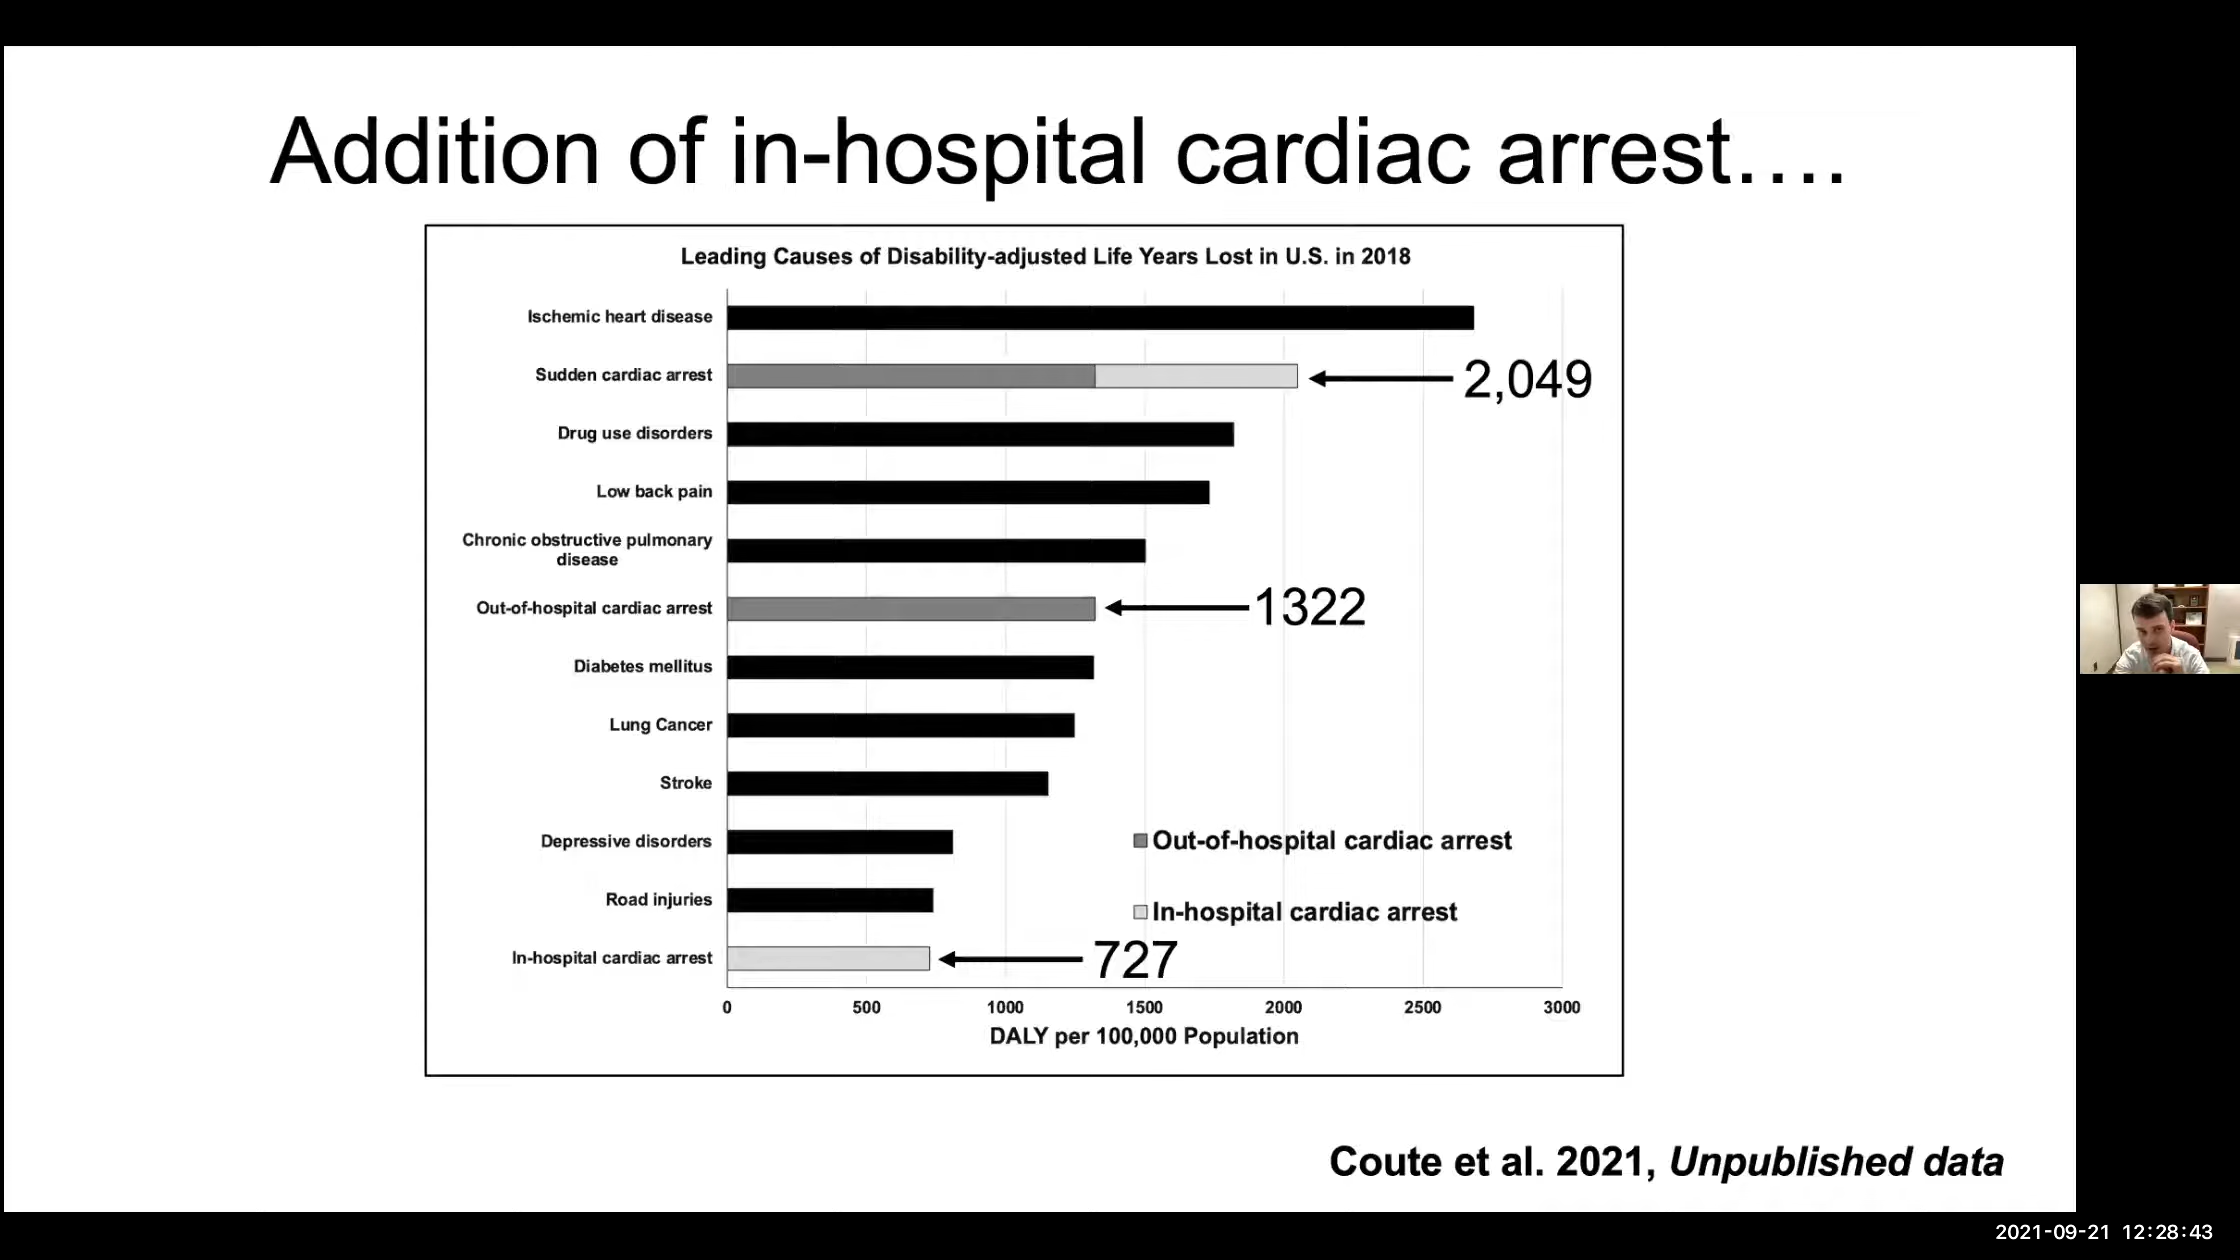 Addition of in-hospital cardiac arrest….
Leading Causes of Disability-adjusted Life Years Lost in U.S. in 2018
Ischemic heart disease
Sudden cardiac arrest
2,049
Drug use disorders
Low back pain
Chronic obstructive pulmonary
disease
Out-of-hospital cardiac arrest
1322
Diabetes mellitus
Lung Cancer
Stroke
Depressive disorders
Out-of-hospital cardiac arrest
Road injuries
In-hospital cardiac arrest
In-hospital cardiac arrest
727
0 500 1000 1500 2000 2500 3000
DALY per 100,000 Population
Coute et al. 2021, Unpublished data
2021-09-21 12:28:43